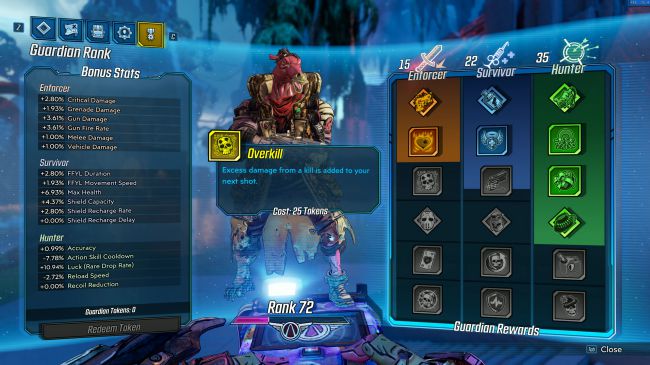 Guardian Rank
Bonus Stats
Enforcer
+2.80% Critical Damage
+1.93% Grenade Damage
+3.61% Gun Damage
+3.61% Gun Fire Rate
+1.00% Melee Damage
+1.00% Vehicle Damage
Survivor
+2.80% FFYL Duration
+1.93% FFYL Movement Speed
+6.93% Max Health
+4.37% Shield Capacity
+2.80% Shield Recharge Rate
+0.00% Shield Recharge Delay
Hunter
+0.99% Accuracy
-7.78% Action Skill Cooldown
+10.94% Luck (Rare Drop Rate)
-2.72% Reload Speed
+0.00% Recoil Reduction
Guardian Tokens: 0
Redeem Token
Overkill
Excess damage from a kill is added to your
next shot.
Cost: 25 Tokens
Rank 72
15 22 35
Enforcer Survivor Hunter
Guardian Rewards
Close